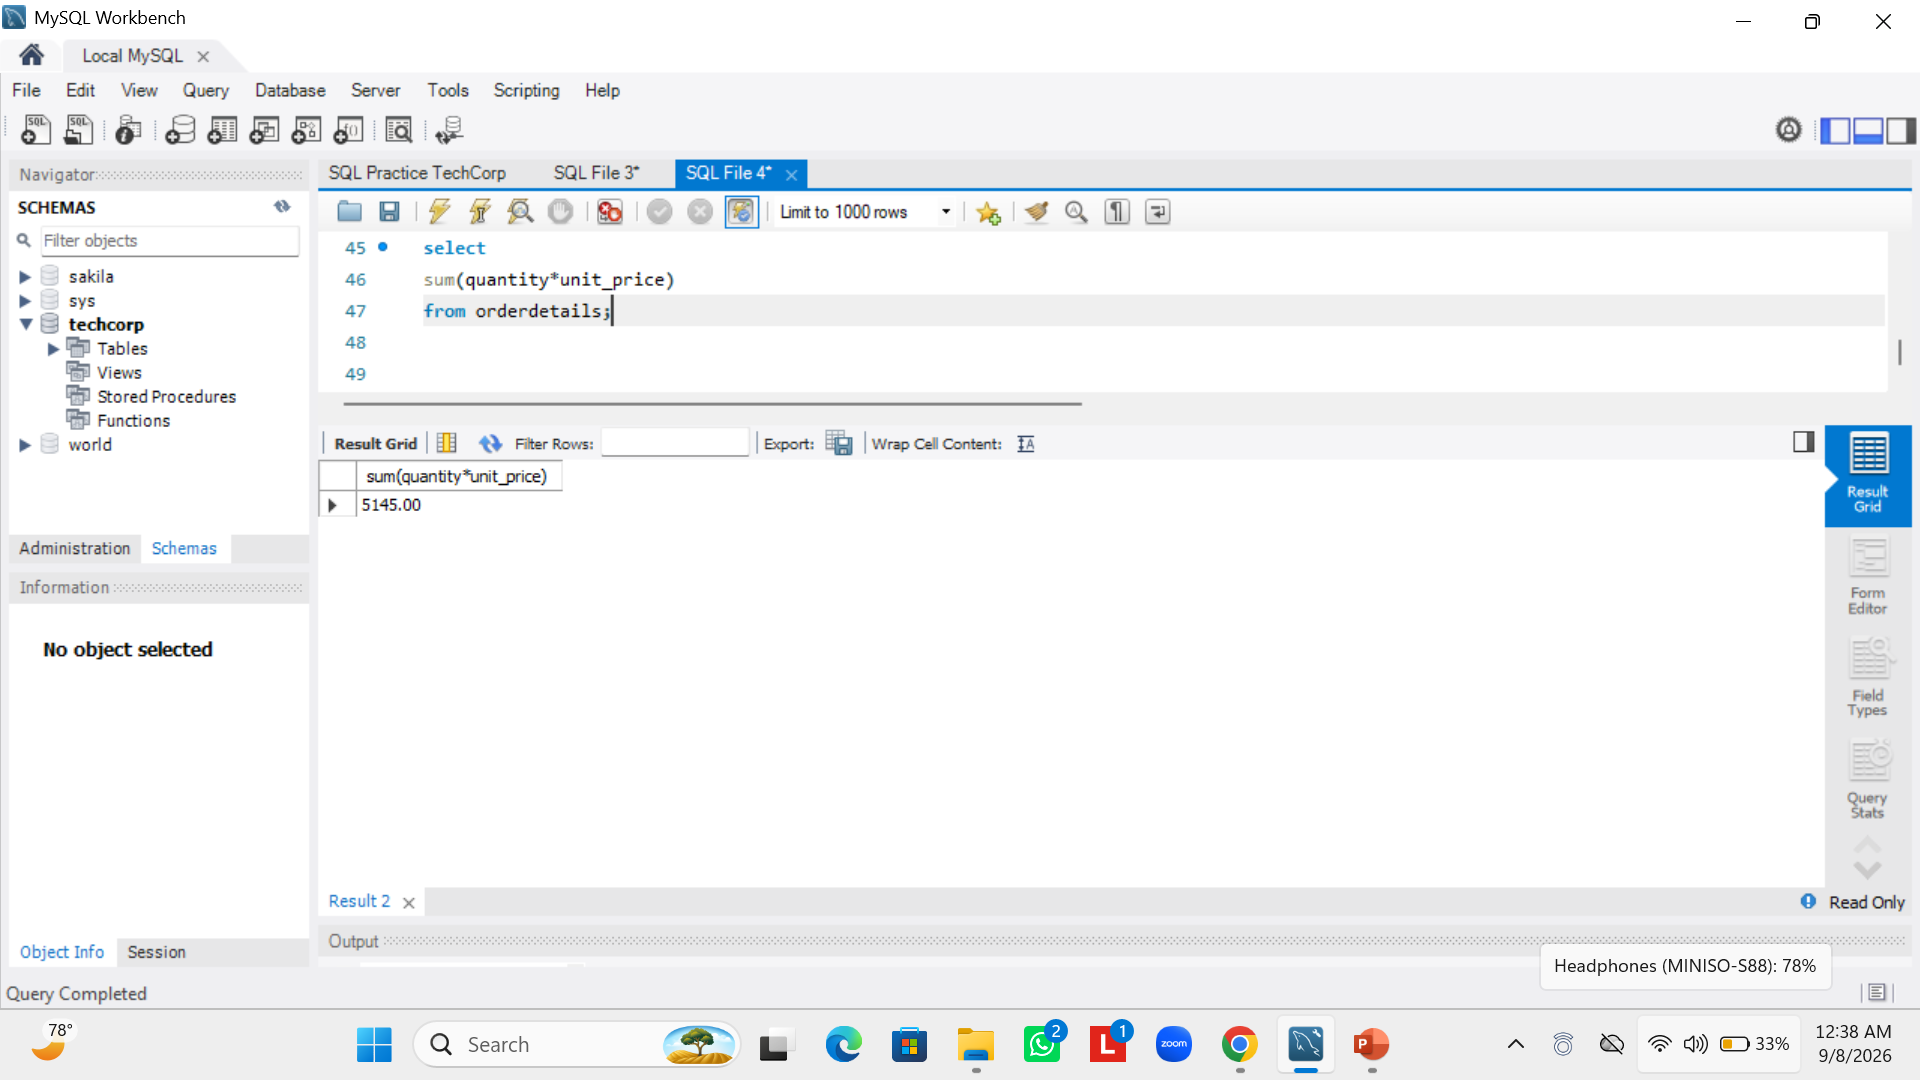 MySQL Workbench
Local MySQL
File Edit View Query Database Server Tools Scripting Help
Navigator
SCHEMAS
Filter objects
sakila
sys
techcorp
Tables
Views
Stored Procedures
Functions
world
Administration Schemas
Information
No object selected
Object Info Session
SQL Practice TechCorp SQL File 3* SQL File 4*
Limit to 1000 rows
45 select
46 sum(quantity*unit_price)
47 from orderdetails;
48
49
Result Grid Filter Rows: Export: Wrap Cell Content:
sum(quantity*unit_price)
5145.00
Result
Grid
Form
Editor
Field
Types
Query
Stats
Result 2
Read Only
Output
Headphones (MINISO-S88): 78%
Query Completed
78°
Search
2
L 1
zoom
P
33%
12:38 AM
9/8/2026